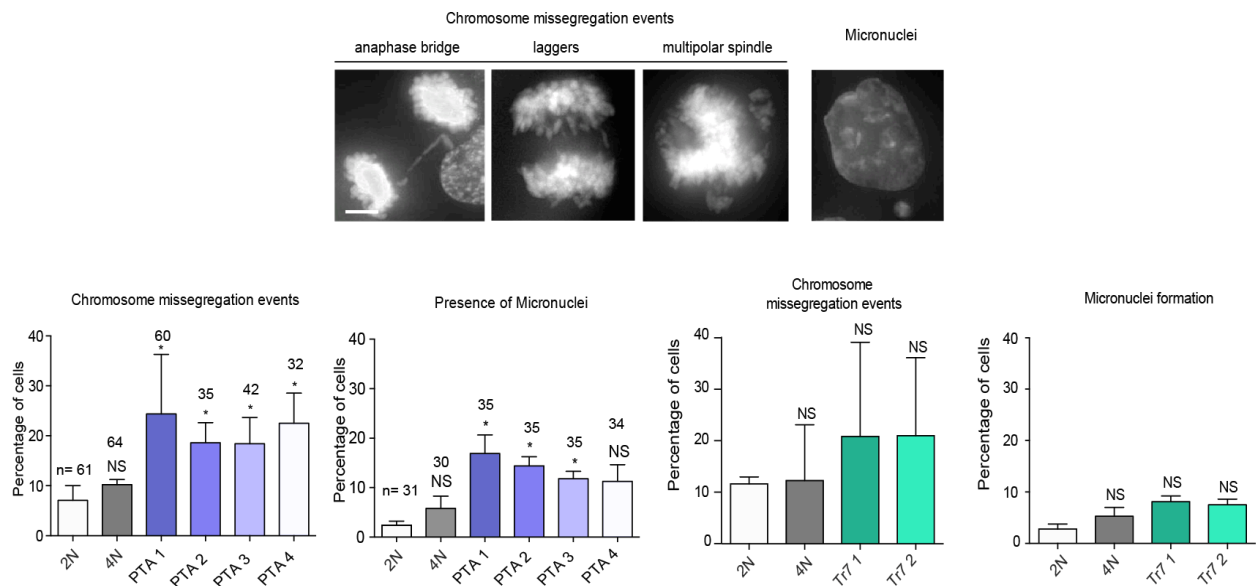 Chromosome missegregation events
anaphase bridge
laggers
multipolar spindle
Micronuclei
Chromosome missegregation events
Percentage of cells
40
30
20
10
0
n= 61
64
NS
60
*
35
*
42
*
32
*
2N
4N
PTA 1
PTA 2
PTA 3
PTA 4
Presence of Micronuclei
Percentage of cells
40
30
20
10
0
n= 31
30
NS
35
*
35
*
35
*
34
NS
2N
4N
PTA 1
PTA 2
PTA 3
PTA 4
Chromosome
missegregation events
Percentage of cells
40
30
20
10
0
NS
NS
NS
2N
4N
Tr7 1
Tr7 2
Micronuclei formation
Percentage of cells
40
30
20
10
0
NS
NS
NS
2N
4N
Tr7 1
Tr7 2